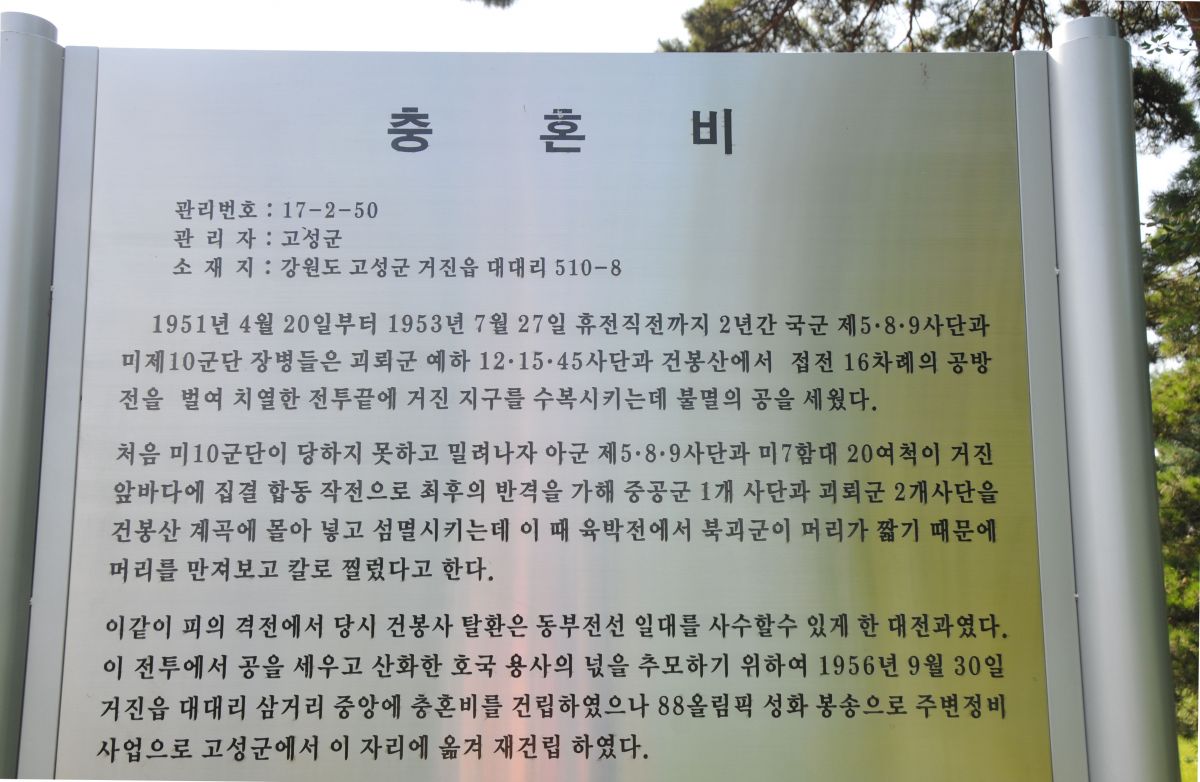 충 혼 비
관리번호 : 17-2-50
관 리 자 : 고성군
소 재 지 : 강원도 고성군 거진읍 대대리 510-8
1951년 4월 20일부터 1953년 7월 27일 휴전직전까지 2년간 국군 제5·8·9사단과
미제10군단 장병들은 괴뢰군 예하 12·15·45사단과 건봉산에서 접전 16차례의 공방
전을 벌여 치열한 전투끝에 거진 지구를 수복시키는데 불멸의 공을 세웠다.
처음 미10군단이 당하지 못하고 밀려나자 아군 제5·8·9사단과 미7함대 20여척이 거진
앞바다에 집결 합동 작전으로 최후의 반격을 가해 중공군 1개 사단과 괴뢰군 2개사단을
건봉산 계곡에 몰아 넣고 섬멸시키는데 이 때 육박전에서 북괴군이 머리가 짧기 때문에
머리를 만져보고 칼로 찔렀다고 한다.
이같이 피의 격전에서 당시 건봉사 탈환은 동부전선 일대를 사수할수 있게 한 대전과였다.
이 전투에서 공을 세우고 산화한 호국 용사의 넋을 추모하기 위하여 1956년 9월 30일
거진읍 대대리 삼거리 중앙에 충혼비를 건립하였으나 88올림픽 성화 봉송으로 주변정비
사업으로 고성군에서 이 자리에 옮겨 재건립 하였다.